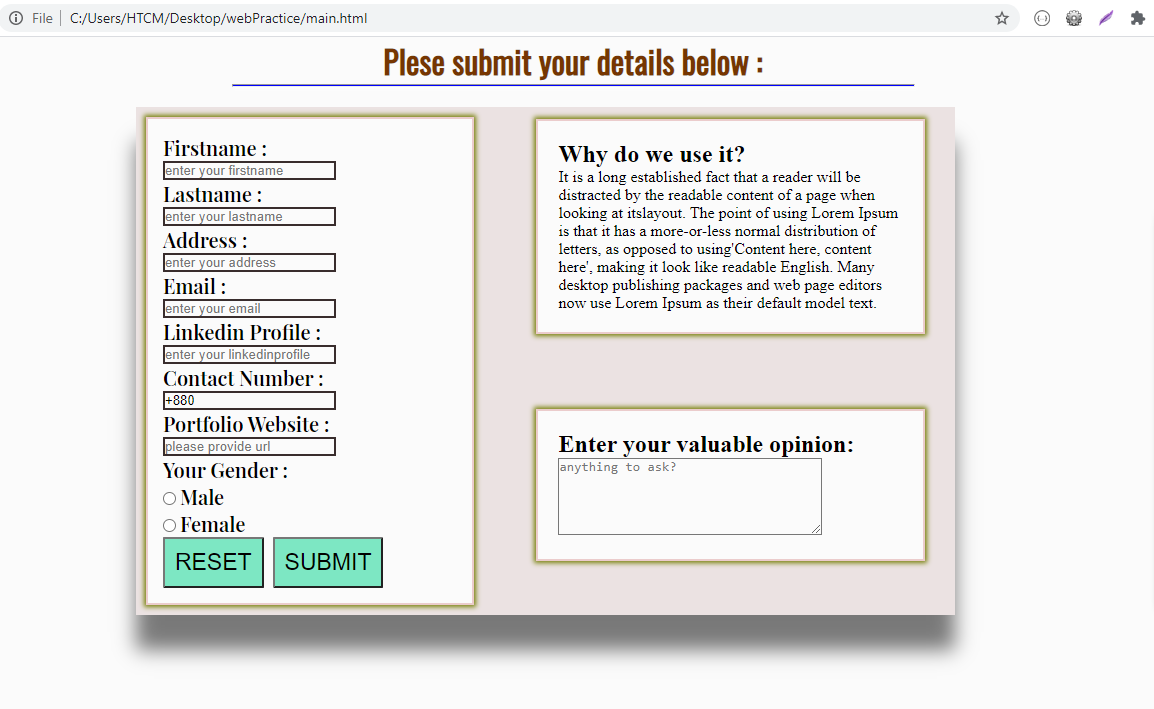 File
C:/Users/HTCM/Desktop/webPractice/main.html
Plese submit your details below :
Firstname :
enter your firstname
Lastname :
enter your lastname
Address :
enter your address
Email :
enter your email
Linkedin Profile :
enter your linkedinprofile
Contact Number :
+880
Portfolio Website :
please provide url
Your Gender :
Male
Female
RESET
SUBMIT
Why do we use it?
It is a long established fact that a reader will be
distracted by the readable content of a page when
looking at itslayout. The point of using Lorem Ipsum
is that it has a more-or-less normal distribution of
letters, as opposed to using'Content here, content
here', making it look like readable English. Many
desktop publishing packages and web page editors
now use Lorem Ipsum as their default model text.
Enter your valuable opinion:
anything to ask?